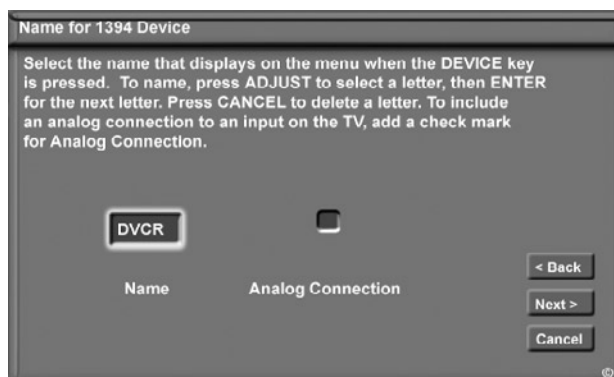 Name for 1394 Device
Select the name that displays on the menu when the DEVICE key
is pressed. To name, press ADJUST to select a letter, then ENTER
for the next letter. Press CANCEL to delete a letter. To include
an analog connection to an input on the TV, add a check mark
for Analog Connection.
DVCR
Name
Analog Connection
< Back
Next >
Cancel
©